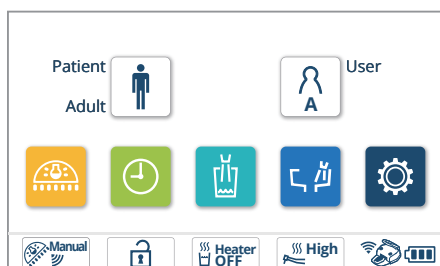 Patient
Adult
User
A
Manual
Heater
OFF
High